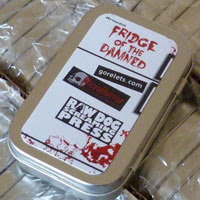 FRIDGE
OF THE
DAMNED
gorelets.com
RAW DOG
SCREAMING
PRESS